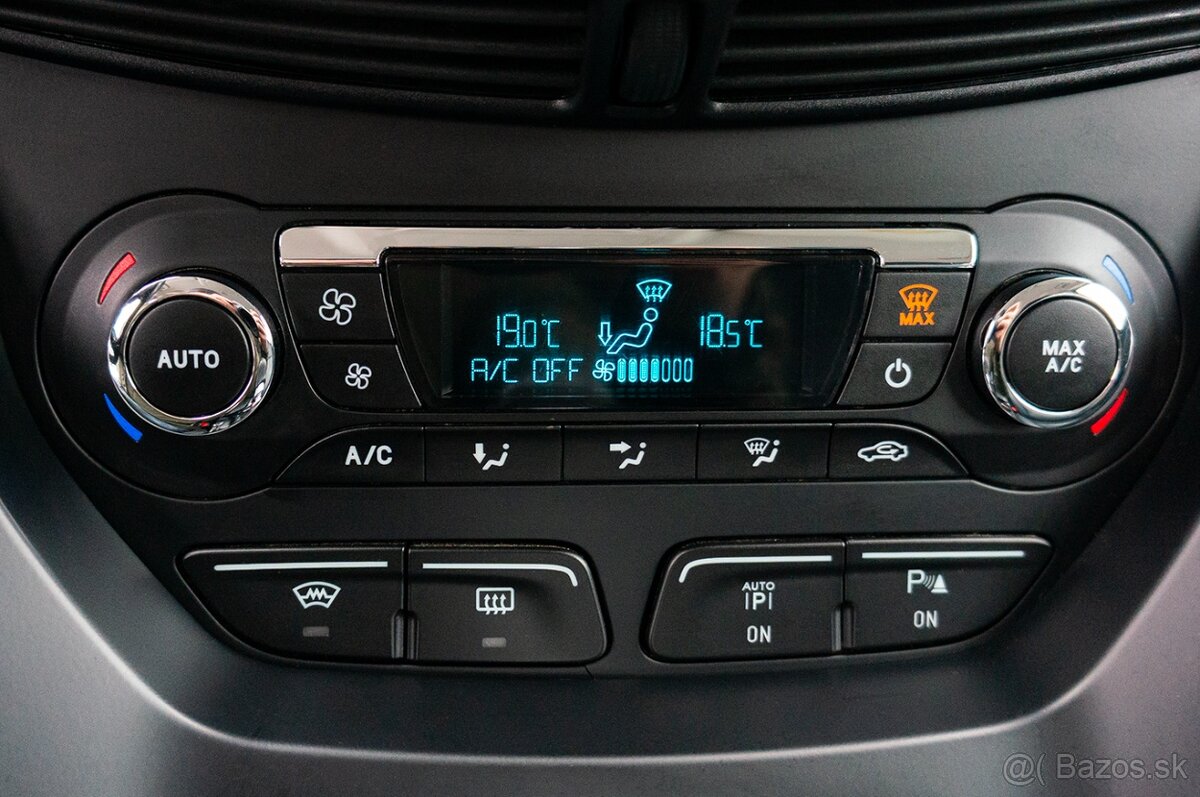 19.0°C 18.5°C
A/C OFF
MAX
AUTO
MAX
A/C
A/C
AUTO
P
ON
P
ON
@( Bazos.sk